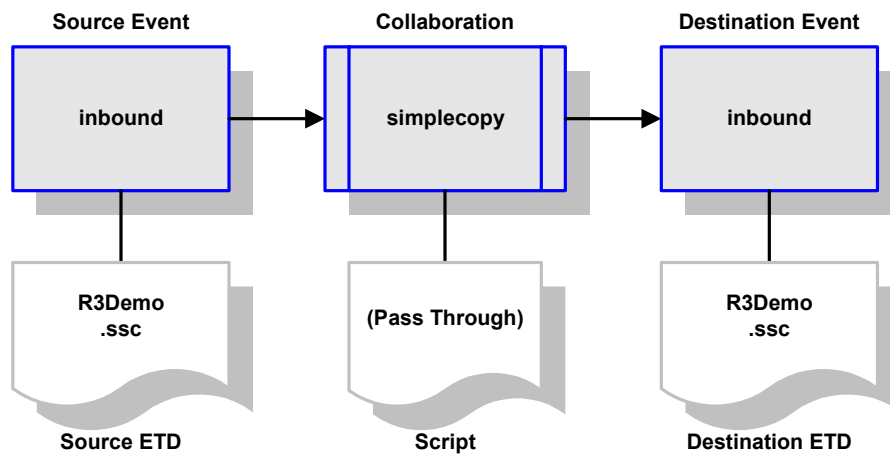 Source Event
Collaboration
Destination Event
inbound
simplecopy
inbound
R3Demo
.ssc
(Pass Through)
R3Demo
.ssc
Source ETD
Script
Destination ETD